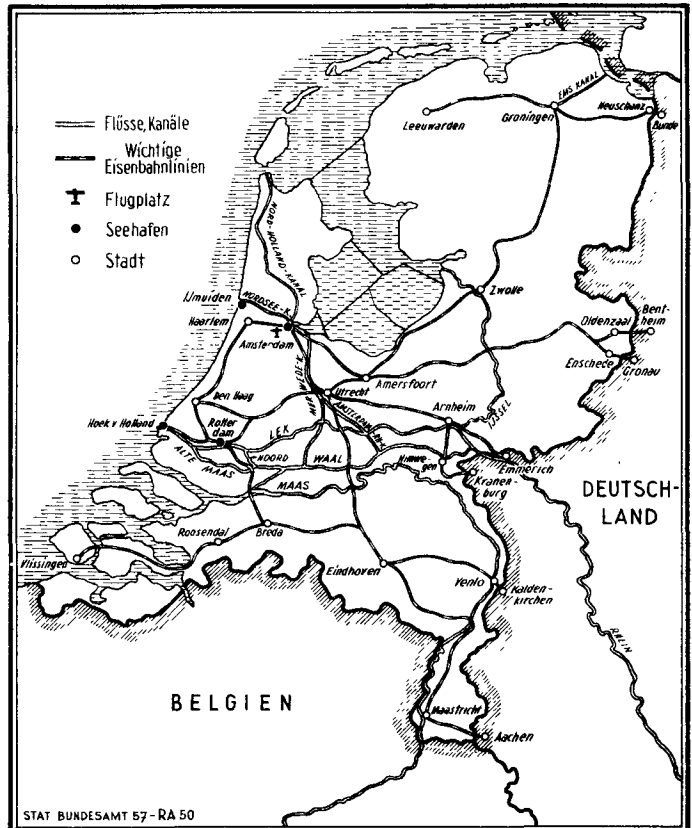 Flüsse, Kanäle
Wichtige
Eisenbahnlinien
Flugplatz
Seehafen
Stadt
EMS KANAL
Leeuwarden
Groningen
Neuschanz
Bunde
NORD-HOLLAND-KANAL
Zwolle
IJmuiden
NORDSEE-K.
Haarlem
Amsterdam
Oldenzaal
Bent-
heim
Enschede
Gronau
Amersfoort
Utrecht
Den Haag
Arnheim
IJSSEL
Hoek v Holland
Rotter
dam
LEK
NOORD
WAAL
ALTE
MAAS
MAAS
Nimwe-
gen
Emmerich
Kranen-
burg
DEUTSCH-
LAND
Roosendal
Breda
Vlissingen
Eindhoven
Venlo
Kalden-
kirchen
RHEIN
BELGIEN
Maastricht
Aachen
STAT BUNDESAMT 57-RA 50